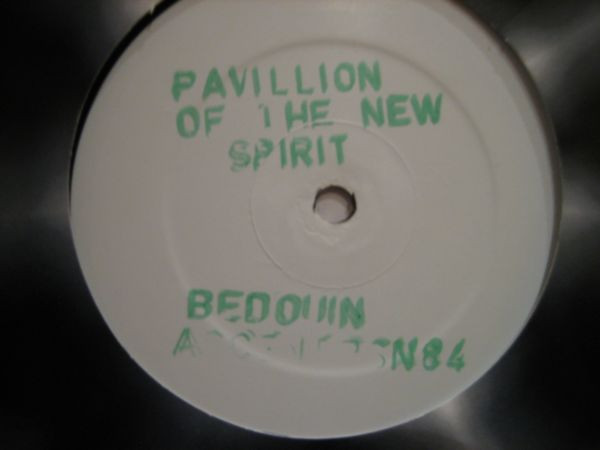 PAVILLION
OF THE NEW
SPIRIT
BEDOUIN